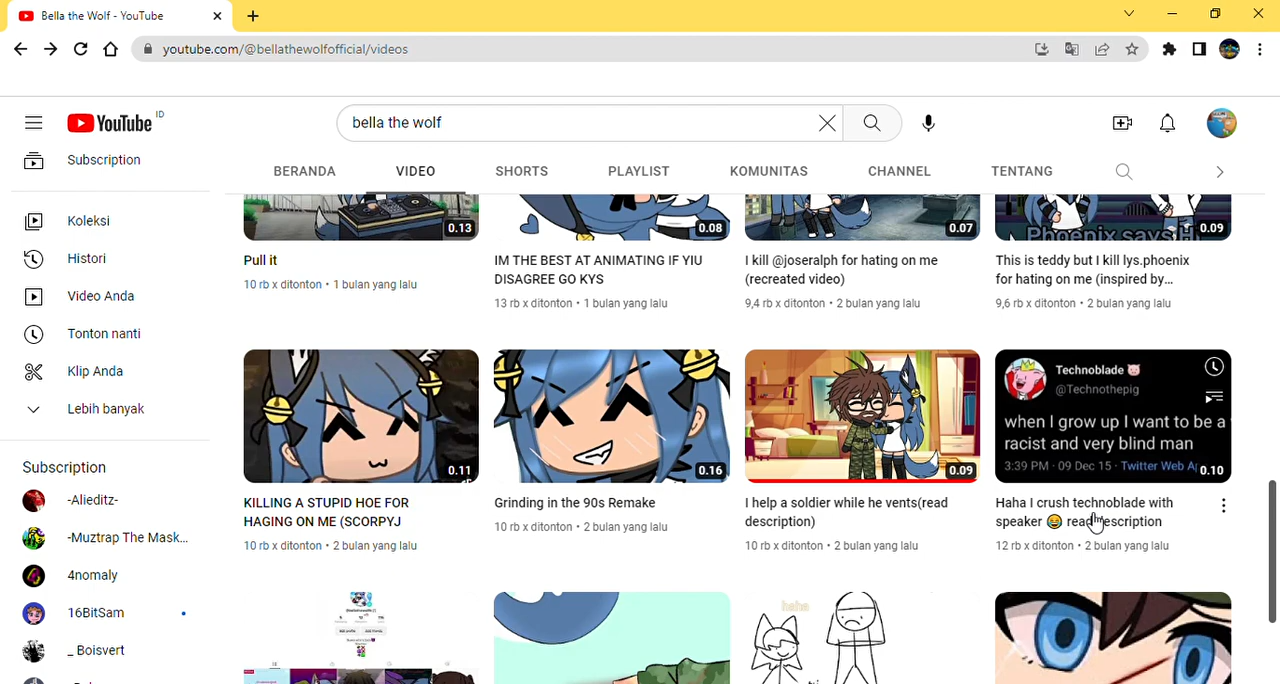 Bella the Wolf - YouTube
youtube.com/@bellathewolfofficial/videos
YouTube ID
bella the wolf
Subscription
BERANDA VIDEO SHORTS PLAYLIST KOMUNITAS CHANNEL TENTANG
0.13 0.08 0.07 0.09
Phoenix says H
Koleksi
Histori
Video Anda
Tonton nanti
Klip Anda
Lebih banyak
Pull it
10 rb x ditonton • 1 bulan yang lalu
IM THE BEST AT ANIMATING IF YIU
DISAGREE GO KYS
13 rb x ditonton • 1 bulan yang lalu
I kill @joseralph for hating on me
(recreated video)
9,4 rb x ditonton • 2 bulan yang lalu
This is teddy but I kill lys.phoenix
for hating on me (inspired by...
9,6 rb x ditonton • 2 bulan yang lalu
Technoblade
@Technothepig
when I grow up I want to be a
racist and very blind man
3:39 PM · 09 Dec 15 · Twitter Web
0.11 0.16 0.09 0.10
KILLING A STUPID HOE FOR
HAGING ON ME (SCORPYJ
10 rb x ditonton • 2 bulan yang lalu
Grinding in the 90s Remake
10 rb x ditonton • 2 bulan yang lalu
I help a soldier while he vents(read
description)
10 rb x ditonton • 2 bulan yang lalu
Haha I crush technoblade with
speaker 😂 read description
12 rb x ditonton • 2 bulan yang lalu
Subscription
-Alieditz-
-Muztrap The Mask...
4nomaly
16BitSam
_ Boisvert
haha
Edit profile Add friends